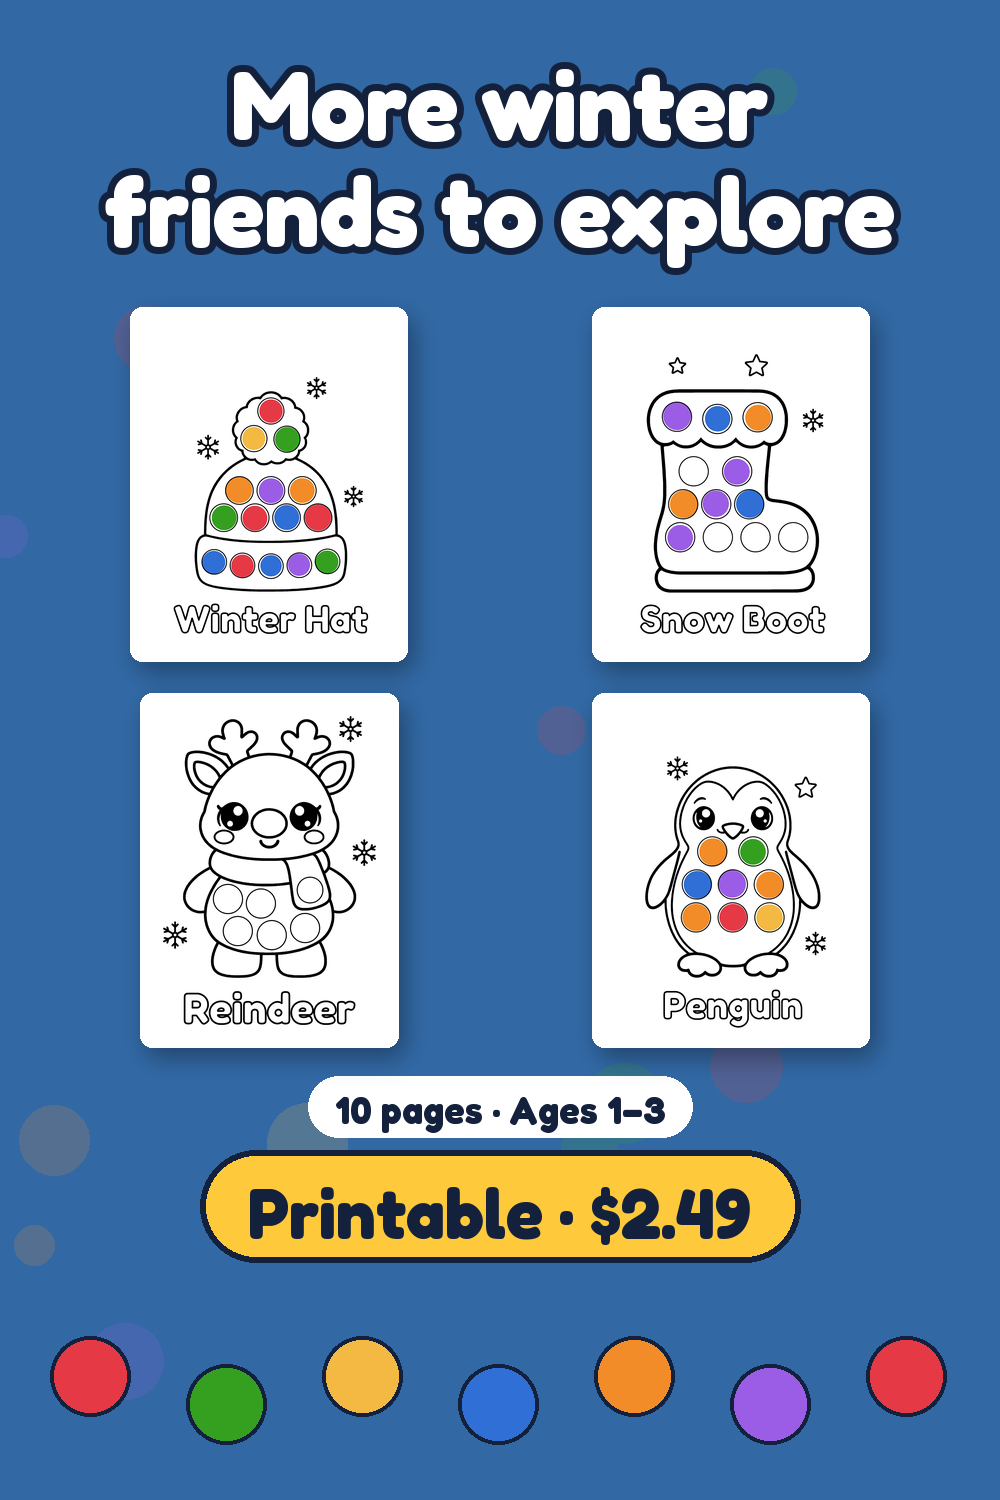 More winter
friends to explore
Winter Hat
Snow Boot
Reindeer
Penguin
10 pages · Ages 1–3
Printable · $2.49